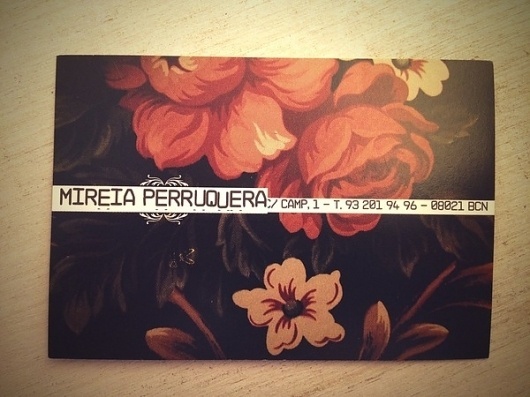 MIREIA PERRUQUERA C/ CAMP, 1 - T. 93 201 94 96 - 08021 BCN